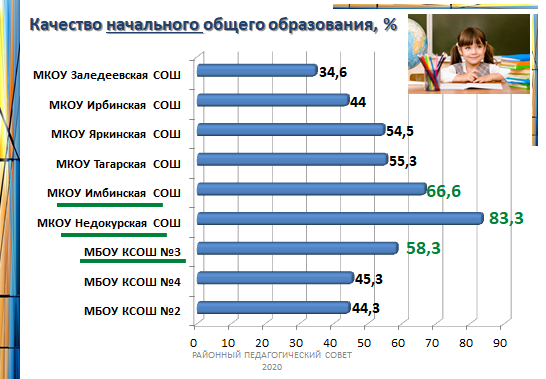 Качество начального общего образования, %
МКОУ Заледеевская СОШ 34,6
МКОУ Ирбинская СОШ 44
МКОУ Яркинская СОШ 54,5
МКОУ Тагарская СОШ 55,3
МКОУ Имбинская СОШ 66,6
МКОУ Недокурская СОШ 83,3
МБОУ КСОШ №3 58,3
МБОУ КСОШ №4 45,3
МБОУ КСОШ №2 44,3
0 10 20 30 40 50 60 70 80 90
РАЙОННЫЙ ПЕДАГОГИЧЕСКИЙ СОВЕТ
2020